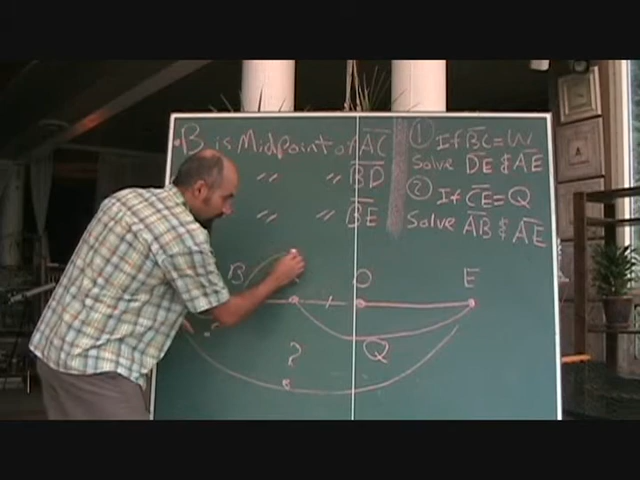 • B is Midpoint of AC
" " BD
" " BE
① If BC = W
Solve DE & AE
② If CE = Q
Solve AB & AE
B D E
?
? Q